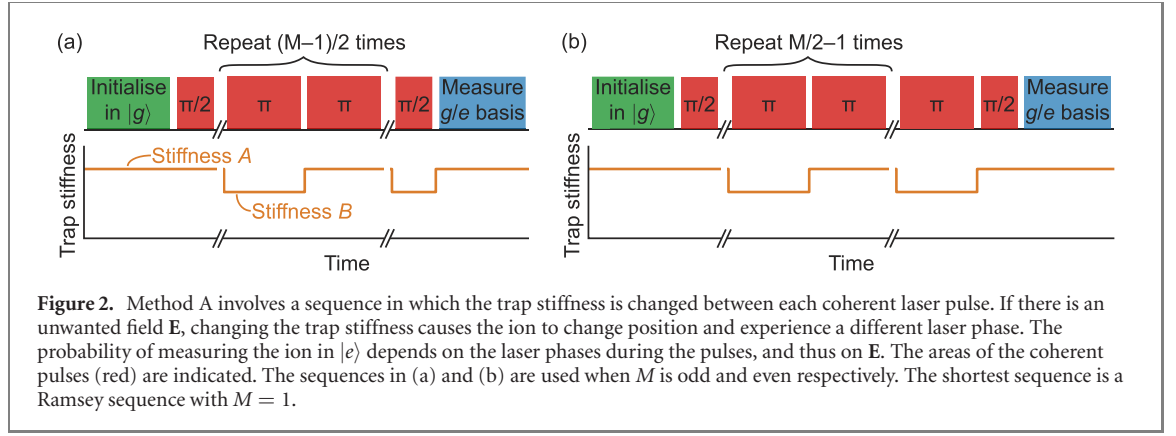 (a)
Repeat (M–1)/2 times
Initialise
in |g⟩
π/2
π
π
π/2
Measure
g/e basis
Trap stiffness
Stiffness A
Stiffness B
Time
(b)
Repeat M/2–1 times
Initialise
in |g⟩
π/2
π
π
π
π/2
Measure
g/e basis
Trap stiffness
Time
Figure 2. Method A involves a sequence in which the trap stiffness is changed between each coherent laser pulse. If there is an
unwanted field E, changing the trap stiffness causes the ion to change position and experience a different laser phase. The
probability of measuring the ion in |e⟩ depends on the laser phases during the pulses, and thus on E. The areas of the coherent
pulses (red) are indicated. The sequences in (a) and (b) are used when M is odd and even respectively. The shortest sequence is a
Ramsey sequence with M = 1.